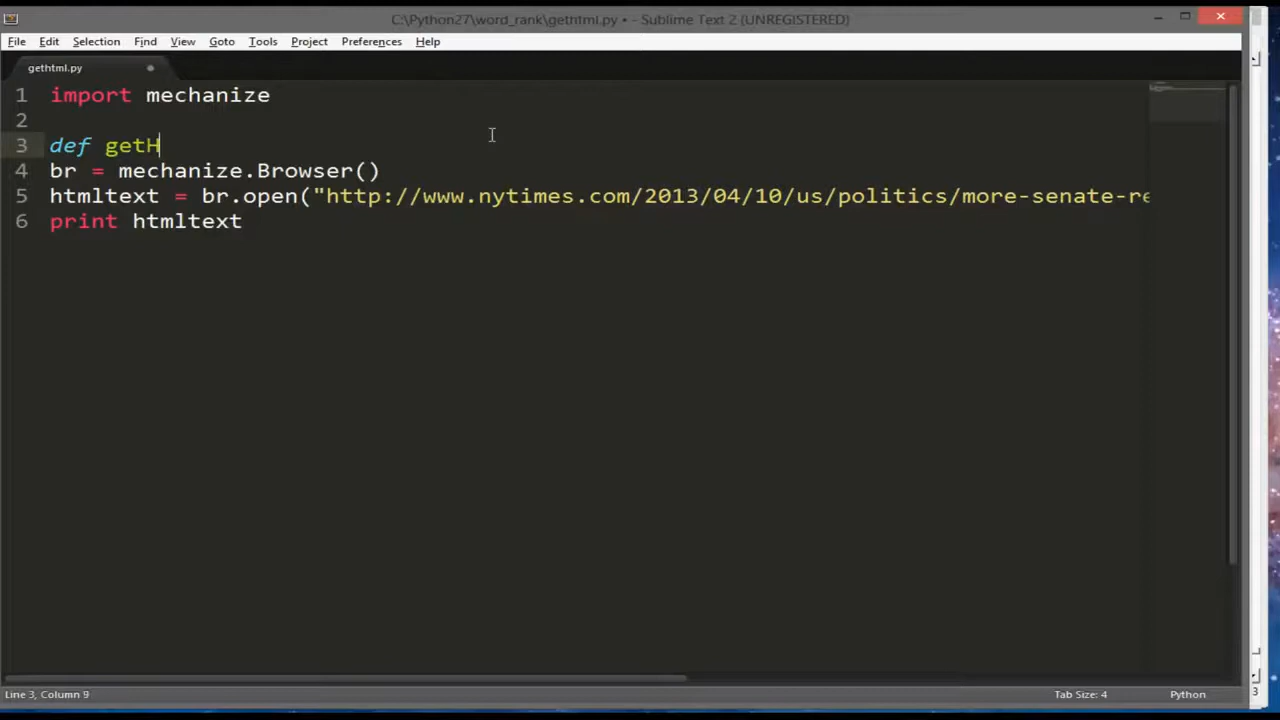 C:\Python27\word_rank\gethtml.py • - Sublime Text 2 (UNREGISTERED)
File Edit Selection Find View Goto Tools Project Preferences Help
gethtml.py
1 import mechanize
2
3 def getH
4 br = mechanize.Browser()
5 htmltext = br.open("http://www.nytimes.com/2013/04/10/us/politics/more-senate-re
6 print htmltext
Line 3, Column 9 Tab Size: 4 Python
3